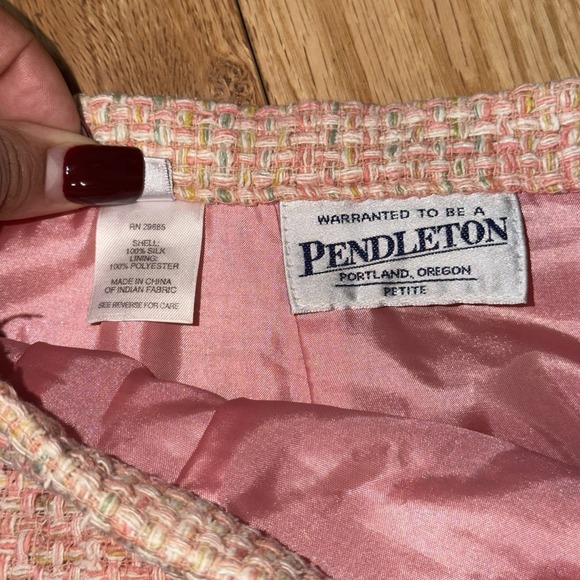 RN 29685
SHELL:
100% SILK
LINING:
100% POLYESTER
MADE IN CHINA
OF INDIAN FABRIC
SEE REVERSE FOR CARE
WARRANTED TO BE A
PENDLETON
PORTLAND, OREGON
PETITE